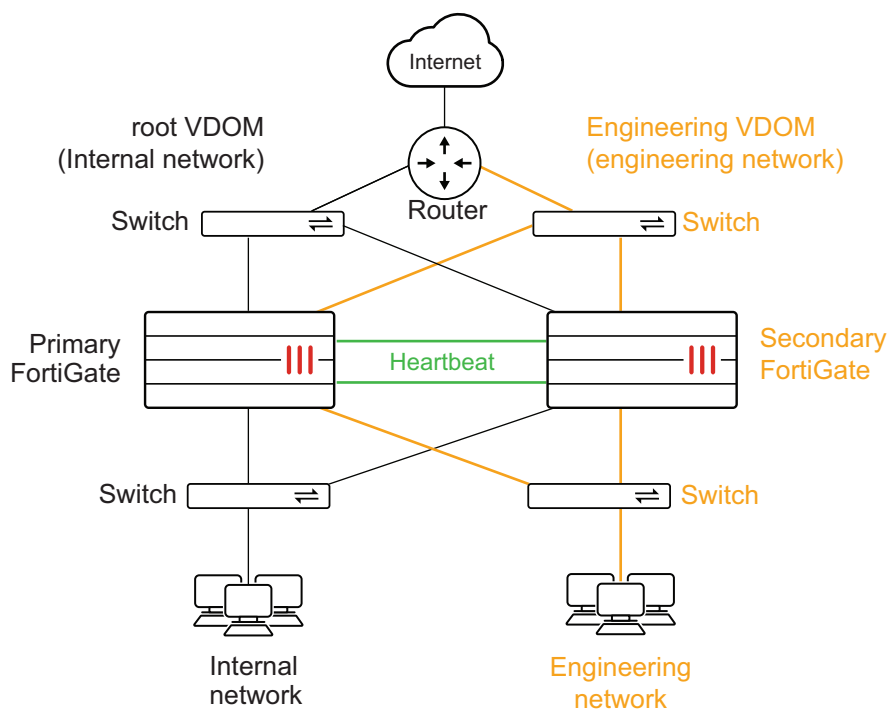 Internet
root VDOM
(Internal network)
Engineering VDOM
(engineering network)
Router
Switch
Switch
Primary
FortiGate
Heartbeat
Secondary
FortiGate
Switch
Switch
Internal
network
Engineering
network